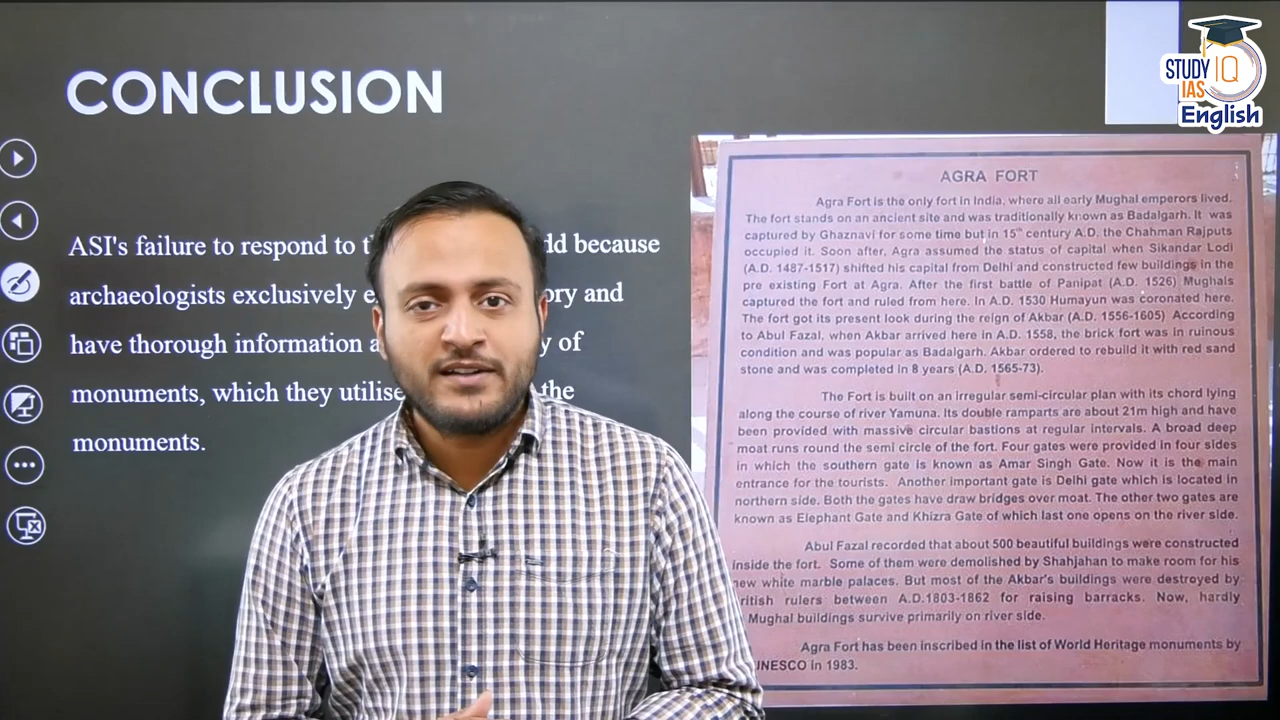 CONCLUSION
STUDY IQ
IAS
English
ASI's failure to respond to because
archaeologists exclusively and
have thorough information of
monuments, which they the
monuments.
AGRA FORT
Agra Fort is the only fort in India, where all early Mughal emperors lived.
The fort stands on an ancient site and was traditionally known as Badalgarh. It was
captured by Ghaznavi for some time but in 15th century A.D. the Chahman Rajputs
occupied it. Soon after, Agra assumed the status of capital when Sikandar Lodi
(A.D. 1487-1517) shifted his capital from Delhi and constructed few buildings in the
pre existing Fort at Agra. After the first battle of Panipat (A.D. 1526) Mughals
captured the fort and ruled from here. In A.D. 1530 Humayun was coronated here.
The fort got its present look during the reign of Akbar (A.D. 1556-1605) According
to Abul Fazal, when Akbar arrived here in A.D. 1558, the brick fort was in ruinous
condition and was popular as Badalgarh. Akbar ordered to rebuild it with red sand
stone and was completed in 8 years (A.D. 1565-73).
The Fort is built on an irregular semi-circular plan with its chord lying
along the course of river Yamuna. Its double ramparts are about 21m high and have
been provided with massive circular bastions at regular intervals. A broad deep
moat runs round the semi circle of the fort. Four gates were provided in four sides
in which the southern gate is known as Amar Singh Gate. Now it is the main
entrance for the tourists. Another important gate is Delhi gate which is located in
northern side. Both the gates have draw bridges over moat. The other two gates are
known as Elephant Gate and Khizra Gate of which last one opens on the river side.
Abul Fazal recorded that about 500 beautiful buildings were constructed
inside the fort. Some of them were demolished by Shahjahan to make room for his
new white marble palaces. But most of the Akbar's buildings were destroyed by
rulers between A.D.1803-1862 for raising barracks. Now, hardly
Mughal buildings survive primarily on river side.
Agra Fort has been inscribed in the list of World Heritage monuments by
in 1983.